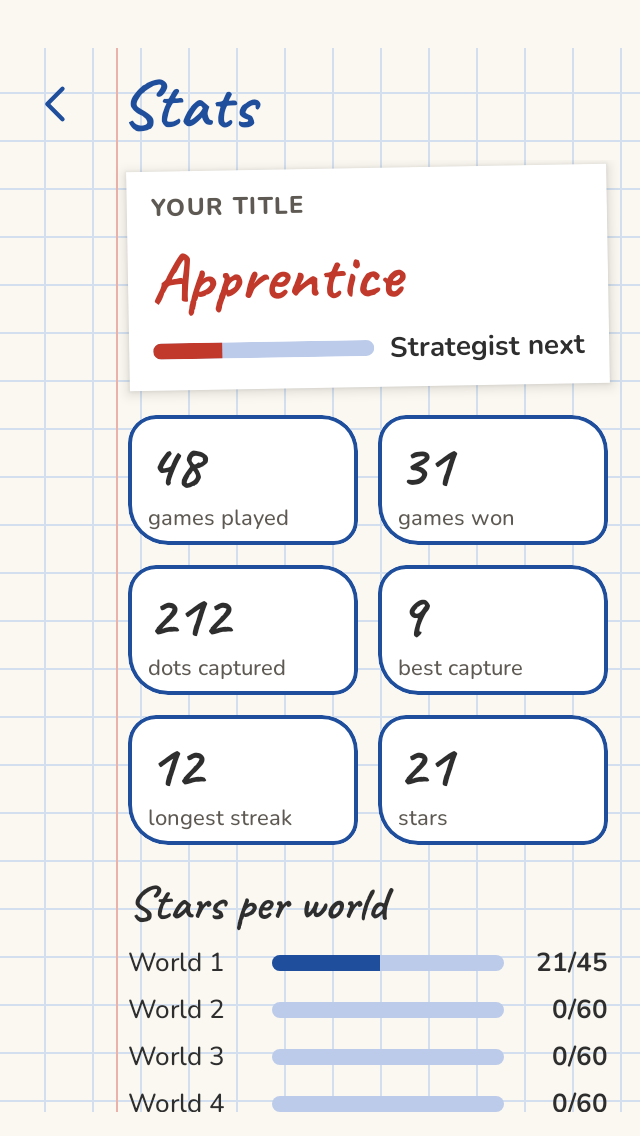 Stats
YOUR TITLE
Apprentice
Strategist next
48
games played
31
games won
212
dots captured
9
best capture
12
longest streak
21
stars
Stars per world
World 1 21/45
World 2 0/60
World 3 0/60
World 4 0/60